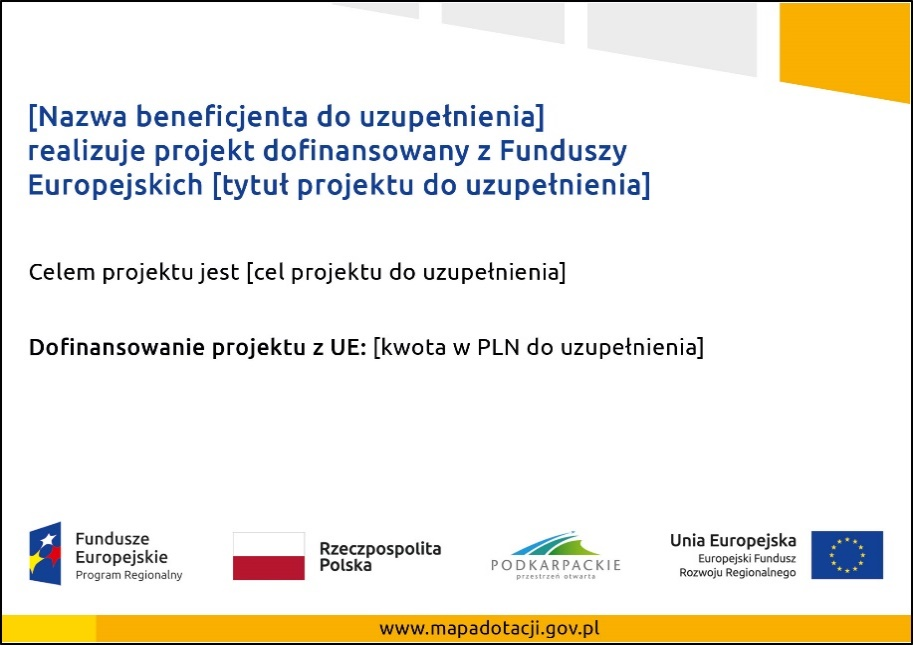 [Nazwa beneficjenta do uzupełnienia]
realizuje projekt dofinansowany z Funduszy
Europejskich [tytuł projektu do uzupełnienia]
Celem projektu jest [cel projektu do uzupełnienia]
Dofinansowanie projektu z UE: [kwota w PLN do uzupełnienia]
Fundusze
Europejskie
Program Regionalny
Rzeczpospolita
Polska
PODKARPACKIE
przestrzeń otwarta
Unia Europejska
Europejski Fundusz
Rozwoju Regionalnego
www.mapadotacji.gov.pl